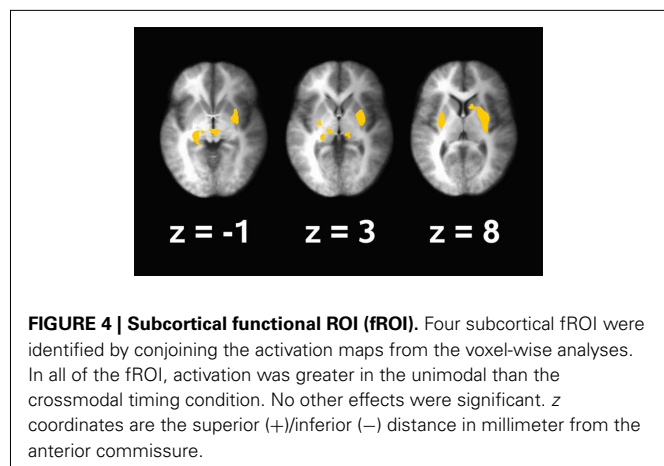 z = -1 z = 3 z = 8
FIGURE 4 | Subcortical functional ROI (fROI). Four subcortical fROI were
identified by conjoining the activation maps from the voxel-wise analyses.
In all of the fROI, activation was greater in the unimodal than the
crossmodal timing condition. No other effects were significant. z
coordinates are the superior (+)/inferior (−) distance in millimeter from the
anterior commissure.